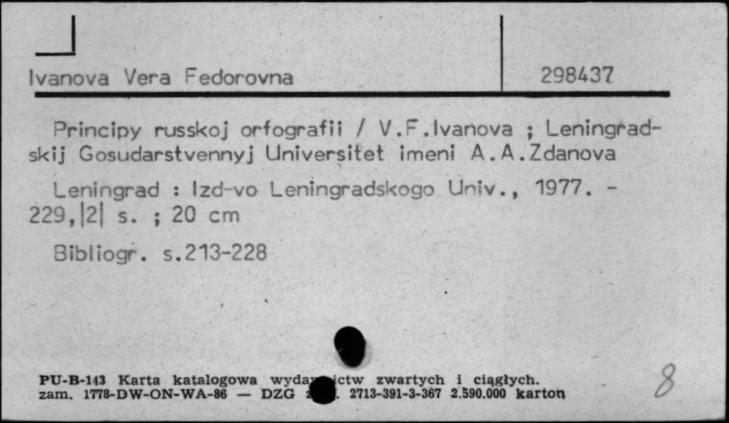 Ivanova Vera Fedorovna 298437
Principy russkoj orfografii / V.F.Ivanova ; Leningrad-
skij Gosudarstvennyj Universitet imeni A.A.Zdanova
Leningrad : Izd-vo Leningradskogo Univ., 1977. -
229,|2| s. ; 20 cm
Bibliogr. s.213-228
PU-B-143 Karta katalogowa zwartych i ciągłych.
zam. 1778-DW-ON-WA-86 — DZG 2713-391-3-367 2.590.000 karton
8